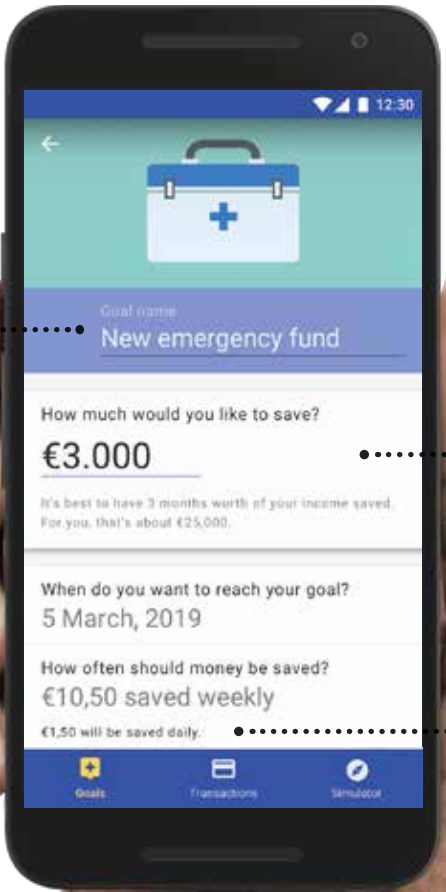 12:30
Goal name
New emergency fund
How much would you like to save?
€3.000
It's best to have 3 months worth of your income saved.
For you, that's about €25,000.
When do you want to reach your goal?
5 March, 2019
How often should money be saved?
€10,50 saved weekly
€1,50 will be saved daily.
Goals
Transactions
Simulator